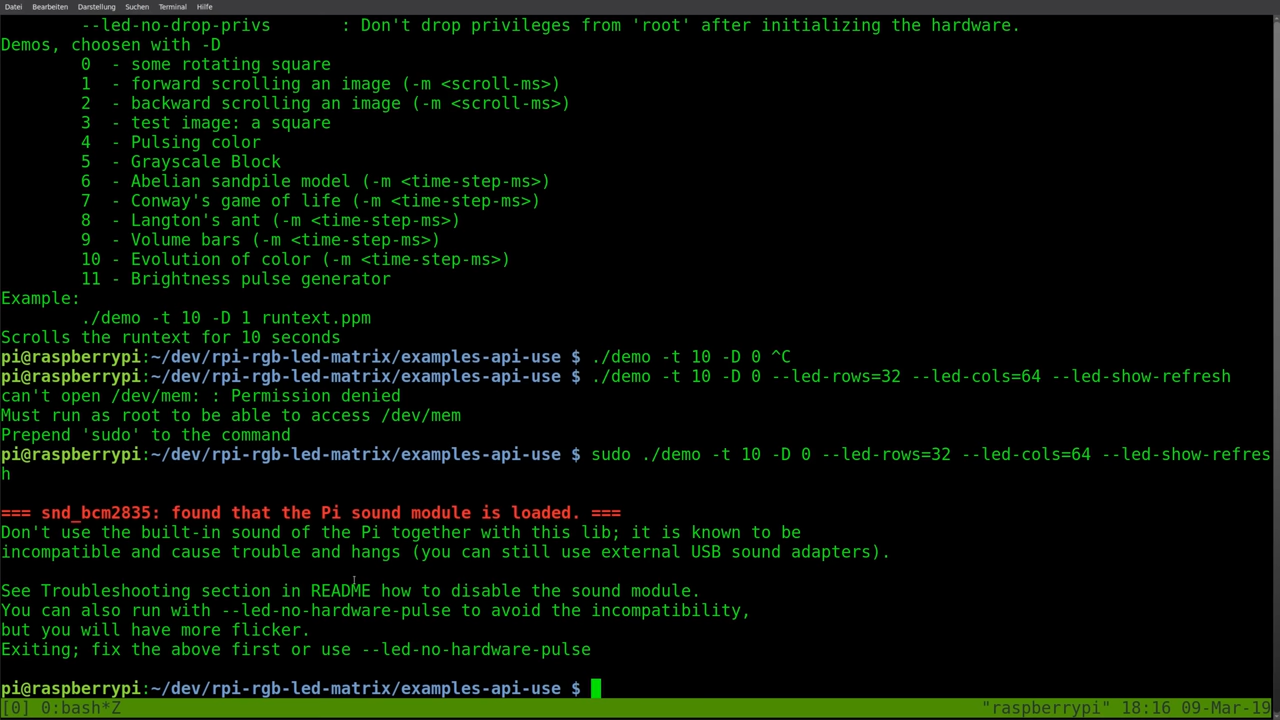 Datei Bearbeiten Darstellung Suchen Terminal Hilfe
--led-no-drop-privs : Don't drop privileges from 'root' after initializing the hardware.
Demos, choosen with -D
0 - some rotating square
1 - forward scrolling an image (-m <scroll-ms>)
2 - backward scrolling an image (-m <scroll-ms>)
3 - test image: a square
4 - Pulsing color
5 - Grayscale Block
6 - Abelian sandpile model (-m <time-step-ms>)
7 - Conway's game of life (-m <time-step-ms>)
8 - Langton's ant (-m <time-step-ms>)
9 - Volume bars (-m <time-step-ms>)
10 - Evolution of color (-m <time-step-ms>)
11 - Brightness pulse generator
Example:
./demo -t 10 -D 1 runtext.ppm
Scrolls the runtext for 10 seconds
pi@raspberrypi:~/dev/rpi-rgb-led-matrix/examples-api-use $ ./demo -t 10 -D 0 ^C
pi@raspberrypi:~/dev/rpi-rgb-led-matrix/examples-api-use $ ./demo -t 10 -D 0 --led-rows=32 --led-cols=64 --led-show-refresh
can't open /dev/mem: : Permission denied
Must run as root to be able to access /dev/mem
Prepend 'sudo' to the command
pi@raspberrypi:~/dev/rpi-rgb-led-matrix/examples-api-use $ sudo ./demo -t 10 -D 0 --led-rows=32 --led-cols=64 --led-show-refres
h
=== snd_bcm2835: found that the Pi sound module is loaded. ===
Don't use the built-in sound of the Pi together with this lib; it is known to be
incompatible and cause trouble and hangs (you can still use external USB sound adapters).
See Troubleshooting section in README how to disable the sound module.
You can also run with --led-no-hardware-pulse to avoid the incompatibility,
but you will have more flicker.
Exiting; fix the above first or use --led-no-hardware-pulse
pi@raspberrypi:~/dev/rpi-rgb-led-matrix/examples-api-use $
[0] 0:bash*Z "raspberrypi" 18:16 09-Mar-19